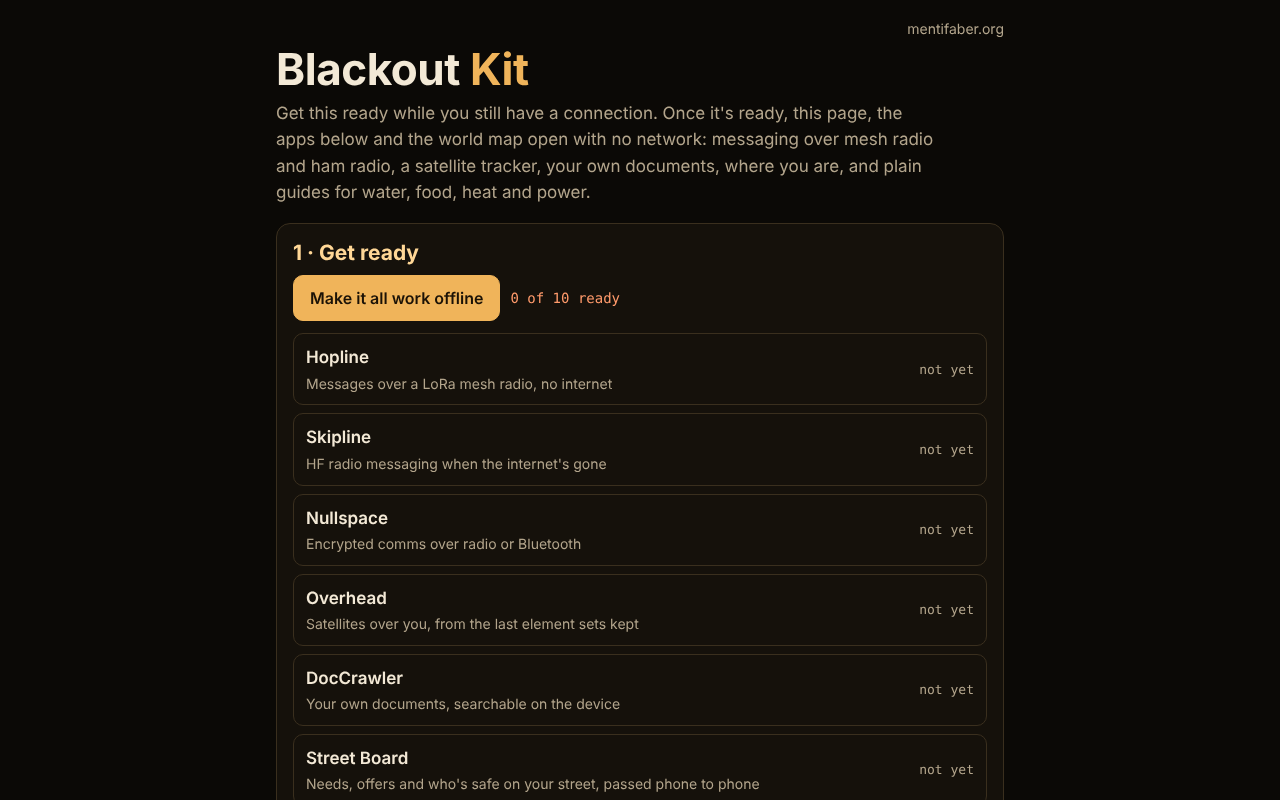 mentifaber.org
Blackout Kit
Get this ready while you still have a connection. Once it's ready, this page, the
apps below and the world map open with no network: messaging over mesh radio
and ham radio, a satellite tracker, your own documents, where you are, and plain
guides for water, food, heat and power.
1 · Get ready
Make it all work offline 0 of 10 ready
Hopline
Messages over a LoRa mesh radio, no internet
not yet
Skipline
HF radio messaging when the internet's gone
not yet
Nullspace
Encrypted comms over radio or Bluetooth
not yet
Overhead
Satellites over you, from the last element sets kept
not yet
DocCrawler
Your own documents, searchable on the device
not yet
Street Board
Needs, offers and who's safe on your street, passed phone to phone
not yet